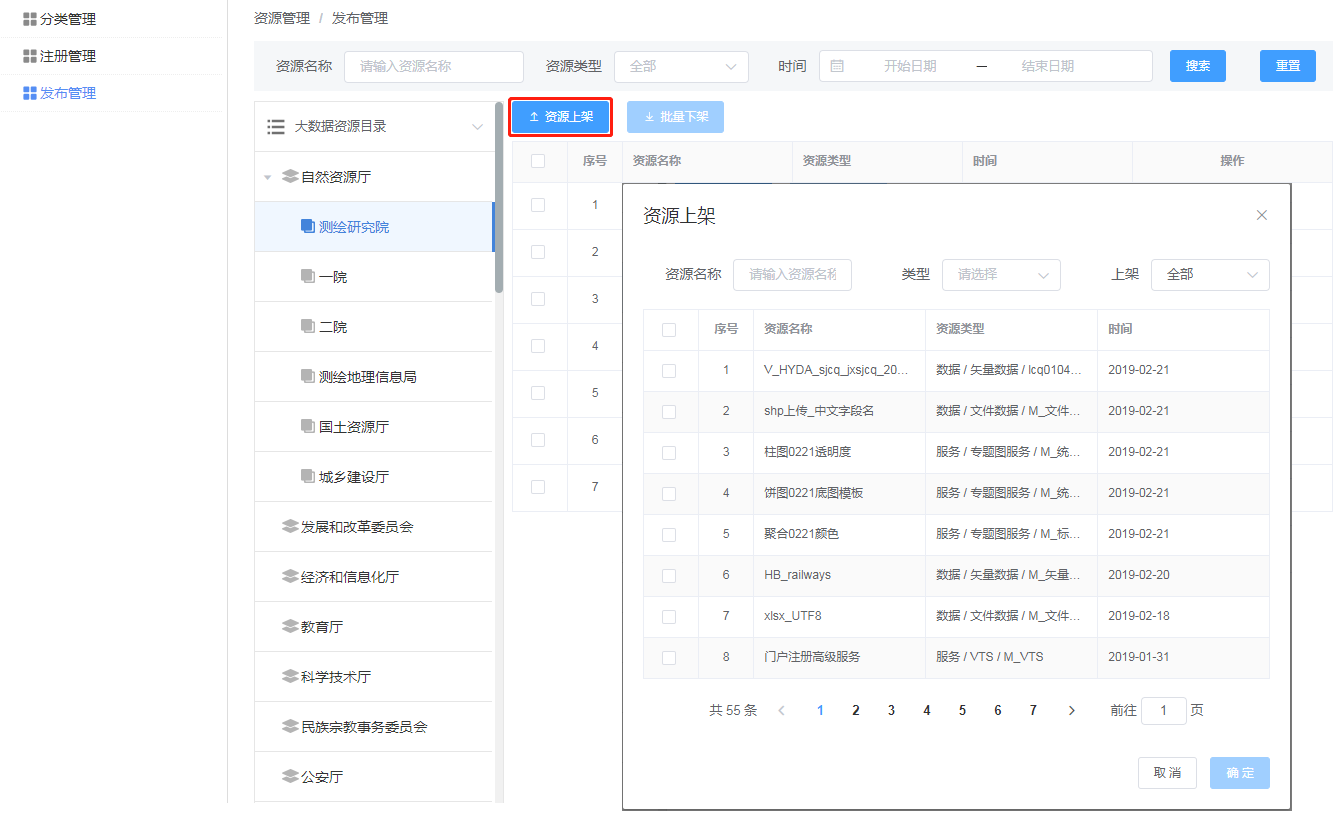 分类管理
注册管理
发布管理
资源管理 / 发布管理
资源名称 请输入资源名称 资源类型 全部 时间 开始日期 — 结束日期 搜索 重置
大数据资源目录
自然资源厅
测绘研究院
一院
二院
测绘地理信息局
国土资源厅
城乡建设厅
发展和改革委员会
经济和信息化厅
教育厅
科学技术厅
民族宗教事务委员会
公安厅
资源上架 批量下架
序号 资源名称 资源类型 时间 操作
1
2
3
4
5
6
7
资源上架
资源名称 请输入资源名称 类型 请选择 上架 全部
序号 资源名称 资源类型 时间
1 V_HYDA_sjcq_jxsjcq_20... 数据 / 矢量数据 / lcq0104... 2019-02-21
2 shp上传_中文字段名 数据 / 文件数据 / M_文件... 2019-02-21
3 柱图0221透明度 服务 / 专题图服务 / M_统... 2019-02-21
4 饼图0221底图模板 服务 / 专题图服务 / M_统... 2019-02-21
5 聚合0221颜色 服务 / 专题图服务 / M_标... 2019-02-21
6 HB_railways 数据 / 矢量数据 / M_矢量... 2019-02-20
7 xlsx_UTF8 数据 / 文件数据 / M_文件... 2019-02-18
8 门户注册高级服务 服务 / VTS / M_VTS 2019-01-31
共 55 条 1 2 3 4 5 6 7 前往 1 页
取消 确定